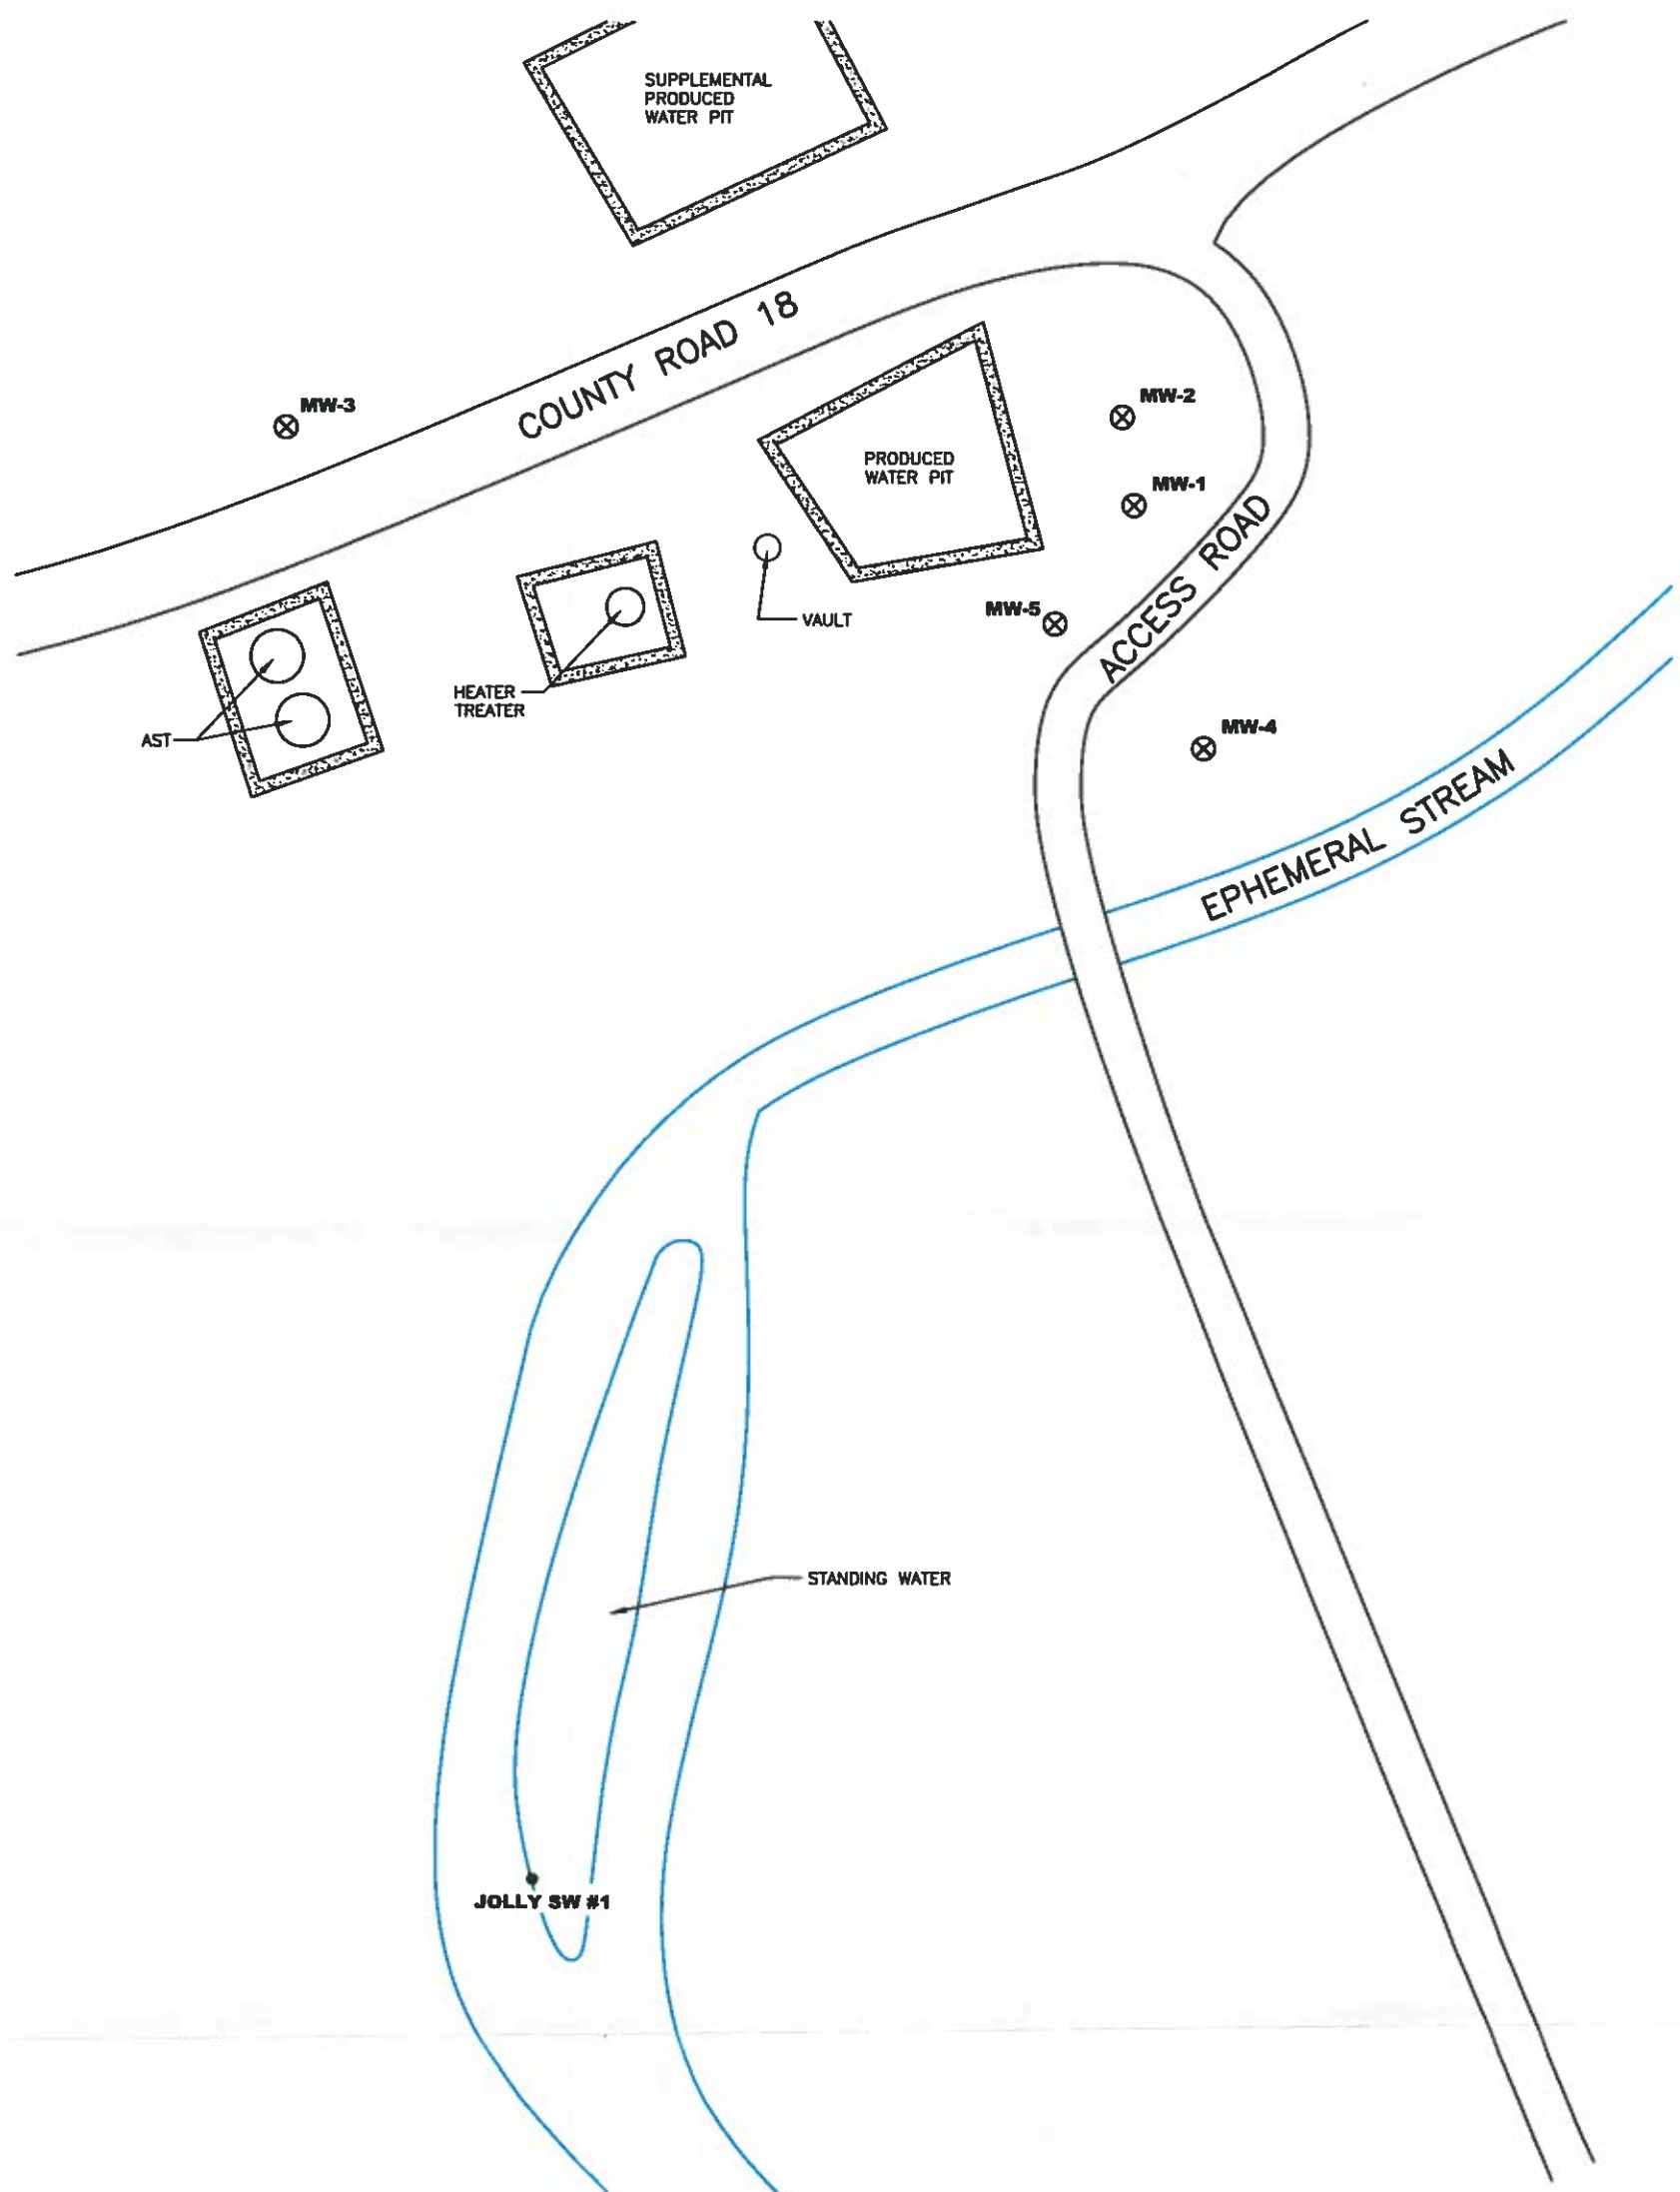 SUPPLEMENTAL
PRODUCED
WATER PIT
COUNTY ROAD 18
MW-3
MW-2
PRODUCED
WATER PIT
MW-1
ACCESS ROAD
MW-5
VAULT
HEATER
TREATER
AST
MW-4
EPHEMERAL STREAM
STANDING WATER
JOLLY SW #1